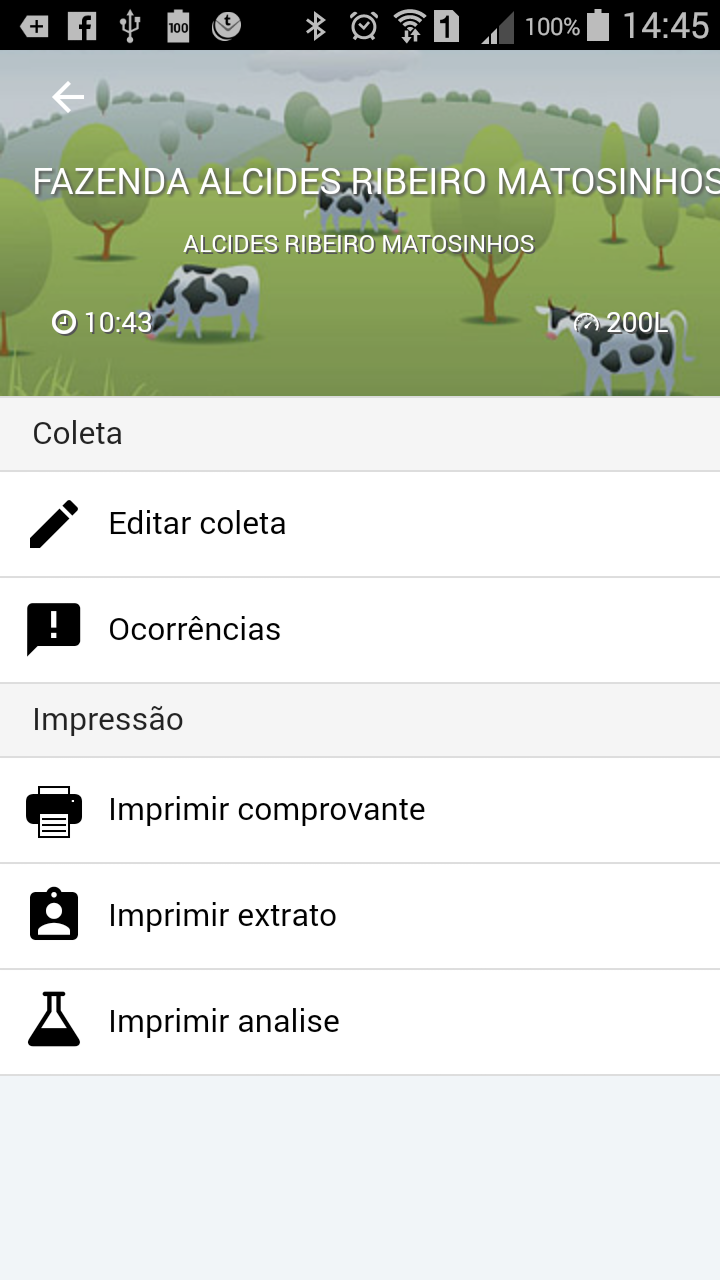 100
1
100%
14:45
FAZENDA ALCIDES RIBEIRO MATOSINHOS
ALCIDES RIBEIRO MATOSINHOS
10:43
200L
Coleta
Editar coleta
Ocorrências
Impressão
Imprimir comprovante
Imprimir extrato
Imprimir analise